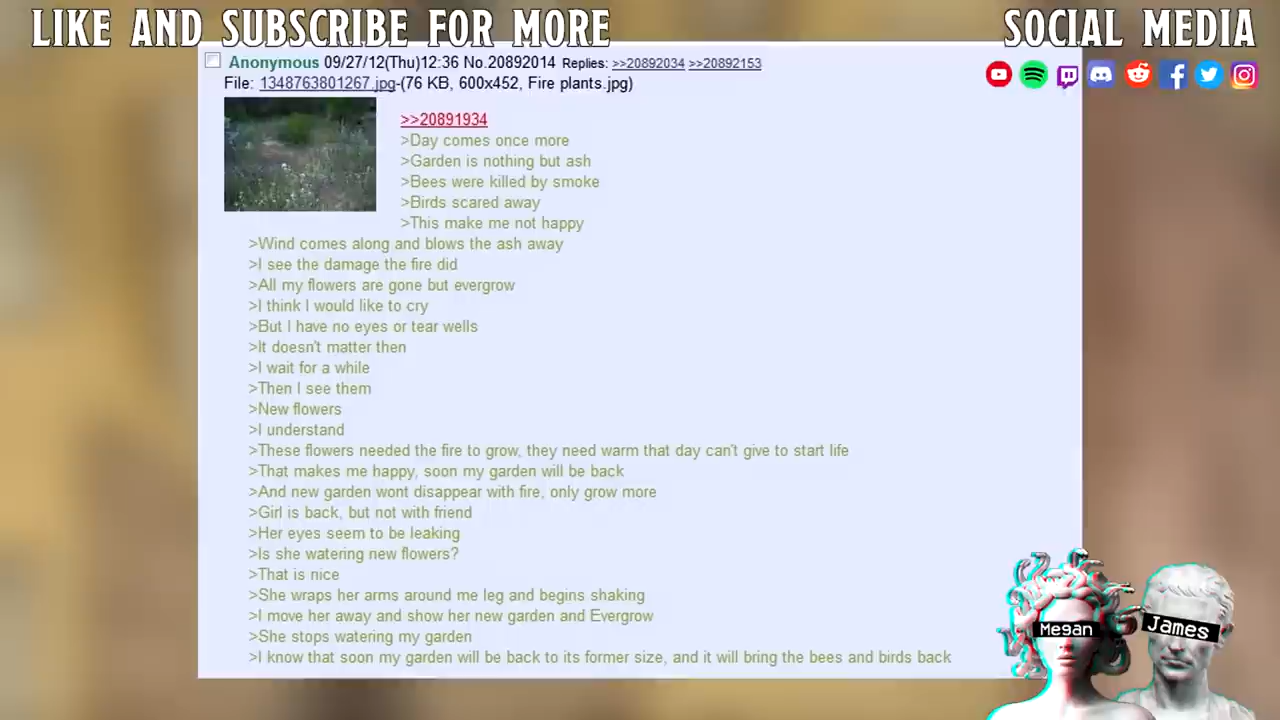 LIKE AND SUBSCRIBE FOR MORE
SOCIAL MEDIA
Anonymous 09/27/12(Thu)12:36 No.20892014 Replies: >>20892034 >>20892153
File: 1348763801267.jpg-(76 KB, 600x452, Fire plants.jpg)
>>20891934
>Day comes once more
>Garden is nothing but ash
>Bees were killed by smoke
>Birds scared away
>This make me not happy
>Wind comes along and blows the ash away
>I see the damage the fire did
>All my flowers are gone but evergrow
>I think I would like to cry
>But I have no eyes or tear wells
>It doesn't matter then
>I wait for a while
>Then I see them
>New flowers
>I understand
>These flowers needed the fire to grow, they need warm that day can't give to start life
>That makes me happy, soon my garden will be back
>And new garden wont disappear with fire, only grow more
>Girl is back, but not with friend
>Her eyes seem to be leaking
>Is she watering new flowers?
>That is nice
>She wraps her arms around me leg and begins shaking
>I move her away and show her new garden and Evergrow
>She stops watering my garden
>I know that soon my garden will be back to its former size, and it will bring the bees and birds back
Megan
James